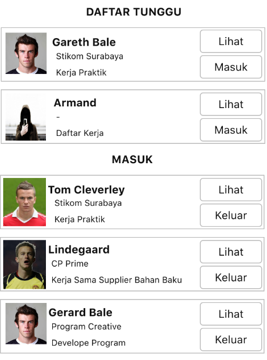 DAFTAR TUNGGU
Gareth Bale
Stikom Surabaya
Kerja Praktik
Lihat
Masuk
Armand
-
Daftar Kerja
Lihat
Masuk
MASUK
Tom Cleverley
Stikom Surabaya
Kerja Praktik
Lihat
Keluar
Lindegaard
CP Prime
Kerja Sama Supplier Bahan Baku
Lihat
Keluar
Gerard Bale
Program Creative
Develope Program
Lihat
Keluar